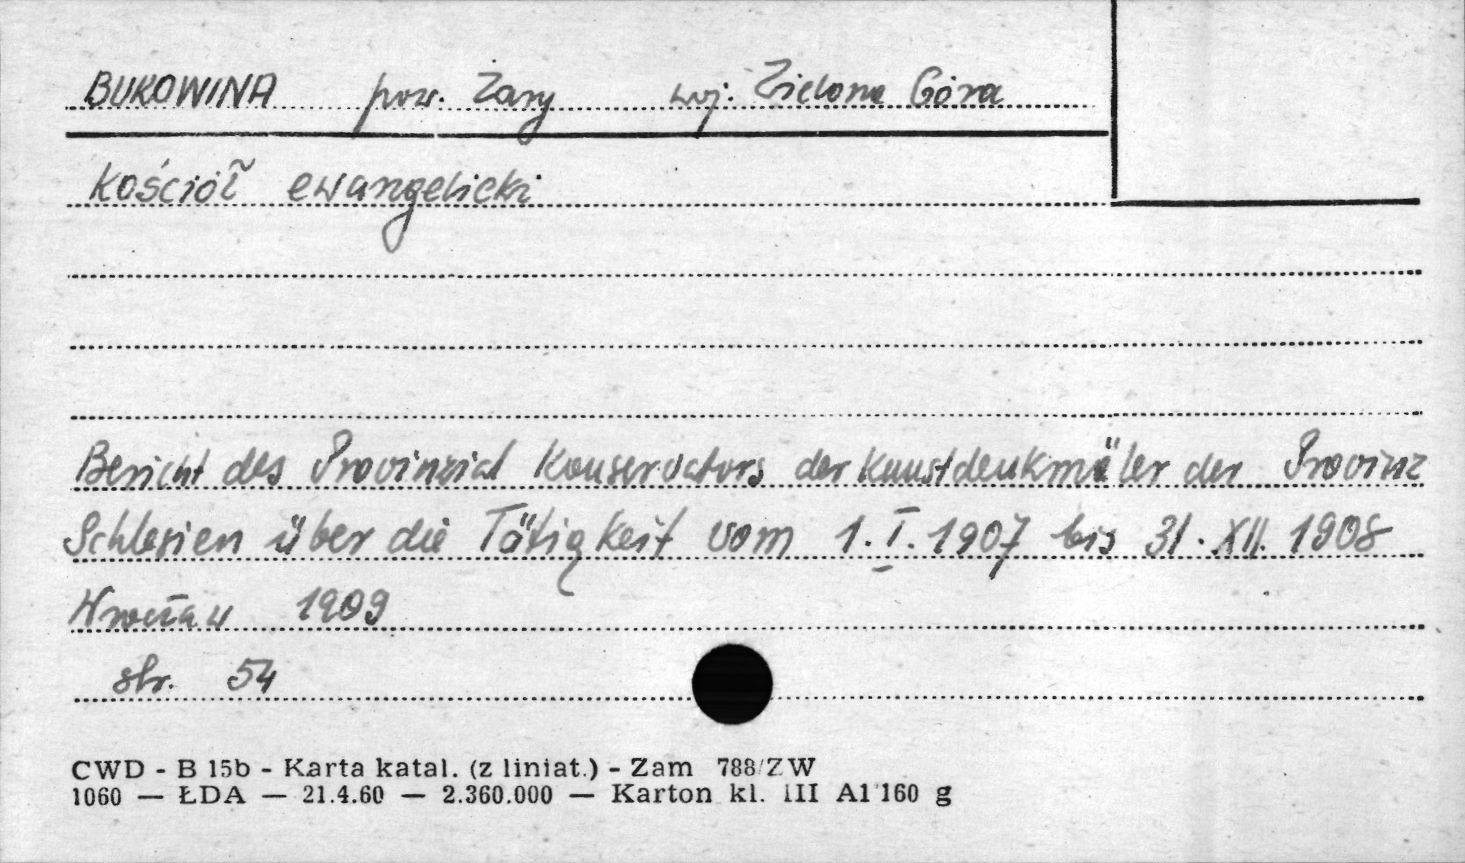 BUKOWINA pow. Żary woj. Zielona Góra
Kościół ewangelicki
Bericht des Provinzial Konservators der Kunstdenkmäler der Provinz
Schlesien über die Tätigkeit vom 1.I.1907 bis 31.XII.1908
Wrocław 1909
str. 54
CWD - B 15b - Karta katal. (z liniat.) - Zam 788/ZW
1060 — ŁDA — 21.4.60 — 2.360.000 — Karton kl. III A1 160 g